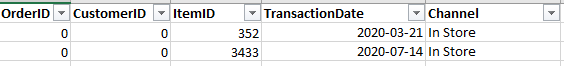 OrderID CustomerID ItemID TransactionDate Channel
0 0 352 2020-03-21 In Store
0 0 3433 2020-07-14 In Store